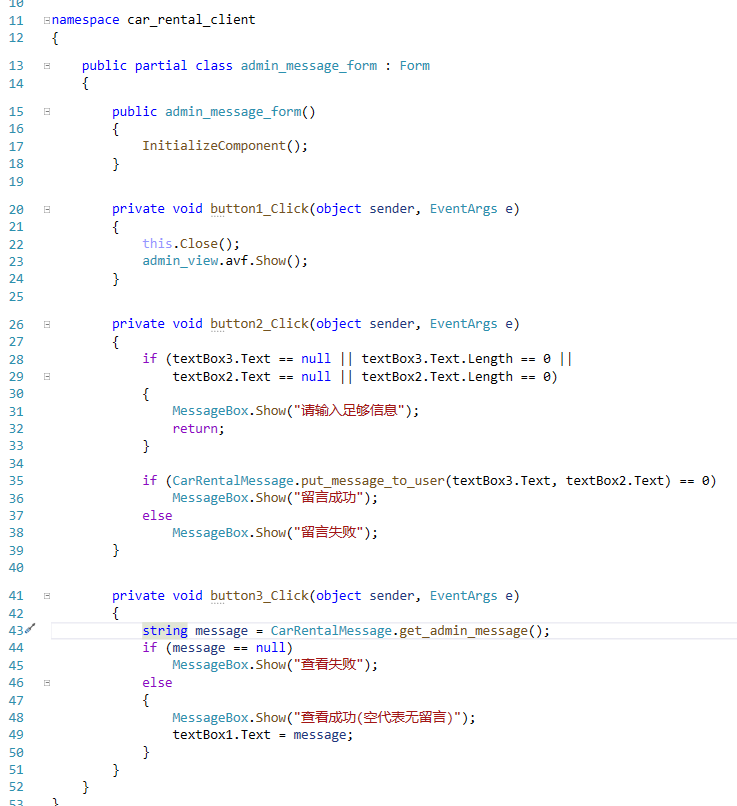 10
11 namespace car_rental_client
12 {
13 public partial class admin_message_form : Form
14 {
15 public admin_message_form()
16 {
17 InitializeComponent();
18 }
19
20 private void button1_Click(object sender, EventArgs e)
21 {
22 this.Close();
23 admin_view.avf.Show();
24 }
25
26 private void button2_Click(object sender, EventArgs e)
27 {
28 if (textBox3.Text == null || textBox3.Text.Length == 0 ||
29 textBox2.Text == null || textBox2.Text.Length == 0)
30 {
31 MessageBox.Show("请输入足够信息");
32 return;
33 }
34
35 if (CarRentalMessage.put_message_to_user(textBox3.Text, textBox2.Text) == 0)
36 MessageBox.Show("留言成功");
37 else
38 MessageBox.Show("留言失败");
39 }
40
41 private void button3_Click(object sender, EventArgs e)
42 {
43 string message = CarRentalMessage.get_admin_message();
44 if (message == null)
45 MessageBox.Show("查看失败");
46 else
47 {
48 MessageBox.Show("查看成功(空代表无留言)");
49 textBox1.Text = message;
50 }
51 }
52 }
53 }